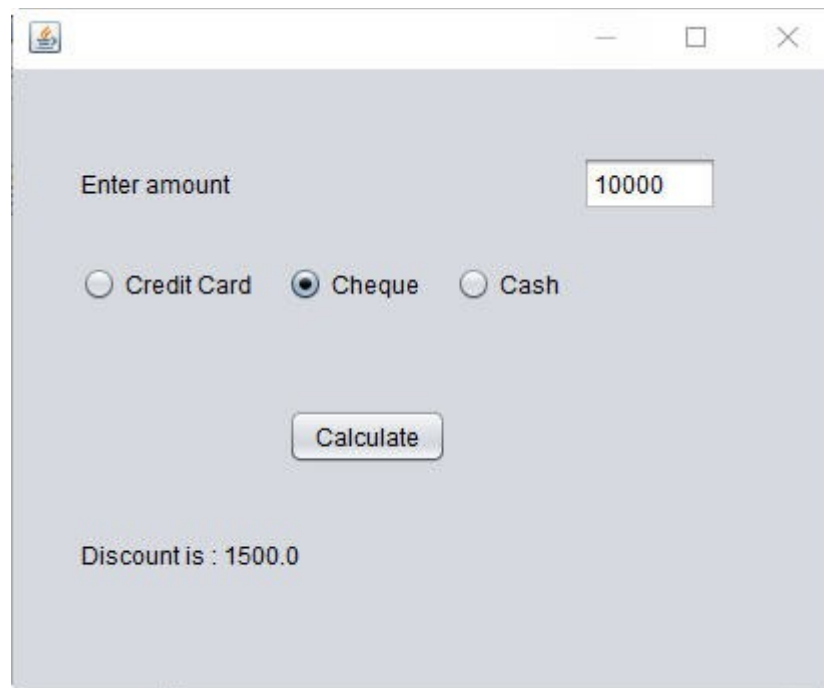 Enter amount 10000
Credit Card Cheque Cash
Calculate
Discount is : 1500.0